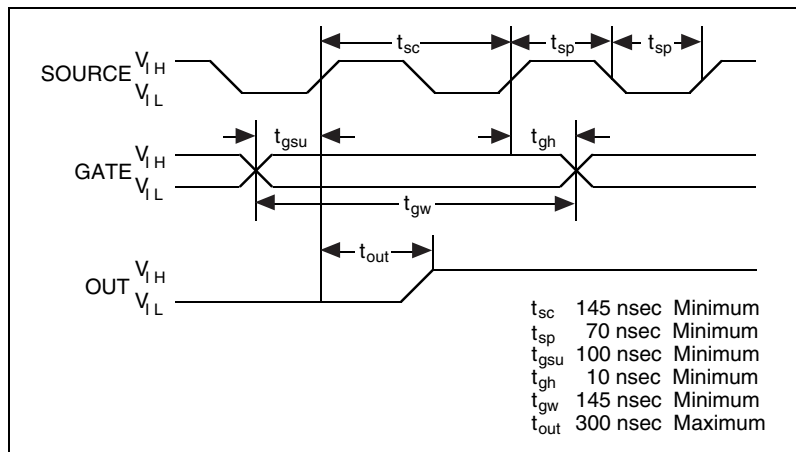 t_sc t_sp t_sp
SOURCE V_IH
V_IL
t_gsu t_gh
GATE V_IH
V_IL
t_gw
t_out
OUT V_IH
V_IL
t_sc 145 nsec Minimum
t_sp 70 nsec Minimum
t_gsu 100 nsec Minimum
t_gh 10 nsec Minimum
t_gw 145 nsec Minimum
t_out 300 nsec Maximum